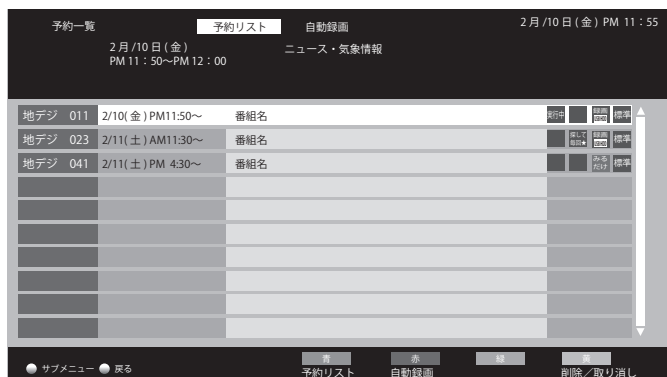 予約一覧 予約リスト 自動録画 2月/10日(金) PM 11：55
2月/10日(金) ニュース・気象情報
PM 11：50～PM 12：00
地デジ 011 2/10(金)PM11:50～ 番組名 実行中 録画 標準
地デジ 023 2/11(土)AM11:30～ 番組名 探して毎回★ 録画 標準
地デジ 041 2/11(土)PM 4:30～ 番組名 みるだけ 標準
青 赤 緑 黄
サブメニュー 戻る 予約リスト 自動録画 削除／取り消し